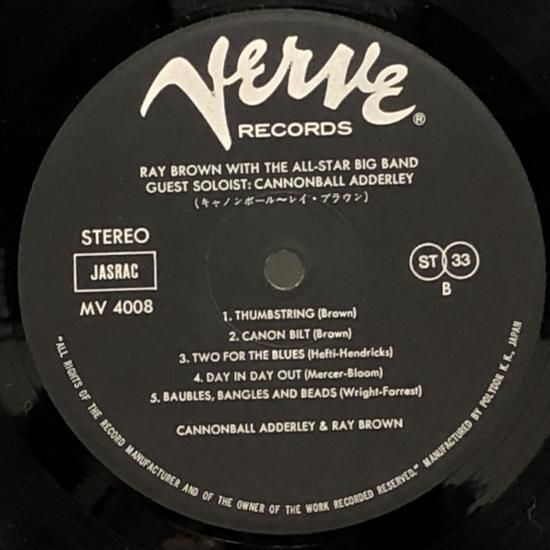 Verve
RECORDS ®
RAY BROWN WITH THE ALL-STAR BIG BAND
GUEST SOLOIST: CANNONBALL ADDERLEY
(キャノンボール〜レイ・ブラウン)
STEREO
JASRAC
MV 4008
ST 33
B
1. THUMBSTRING (Brown)
2. CANON BILT (Brown)
3. TWO FOR THE BLUES (Hefti-Hendricks)
4. DAY IN DAY OUT (Mercer-Bloom)
5. BAUBLES, BANGLES AND BEADS (Wright-Forrest)
CANNONBALL ADDERLEY & RAY BROWN
"ALL RIGHTS OF THE RECORD MANUFACTURER AND OF THE OWNER OF THE WORK RECORDED RESERVED." MANUFACTURED BY POLYDOR K. K., JAPAN